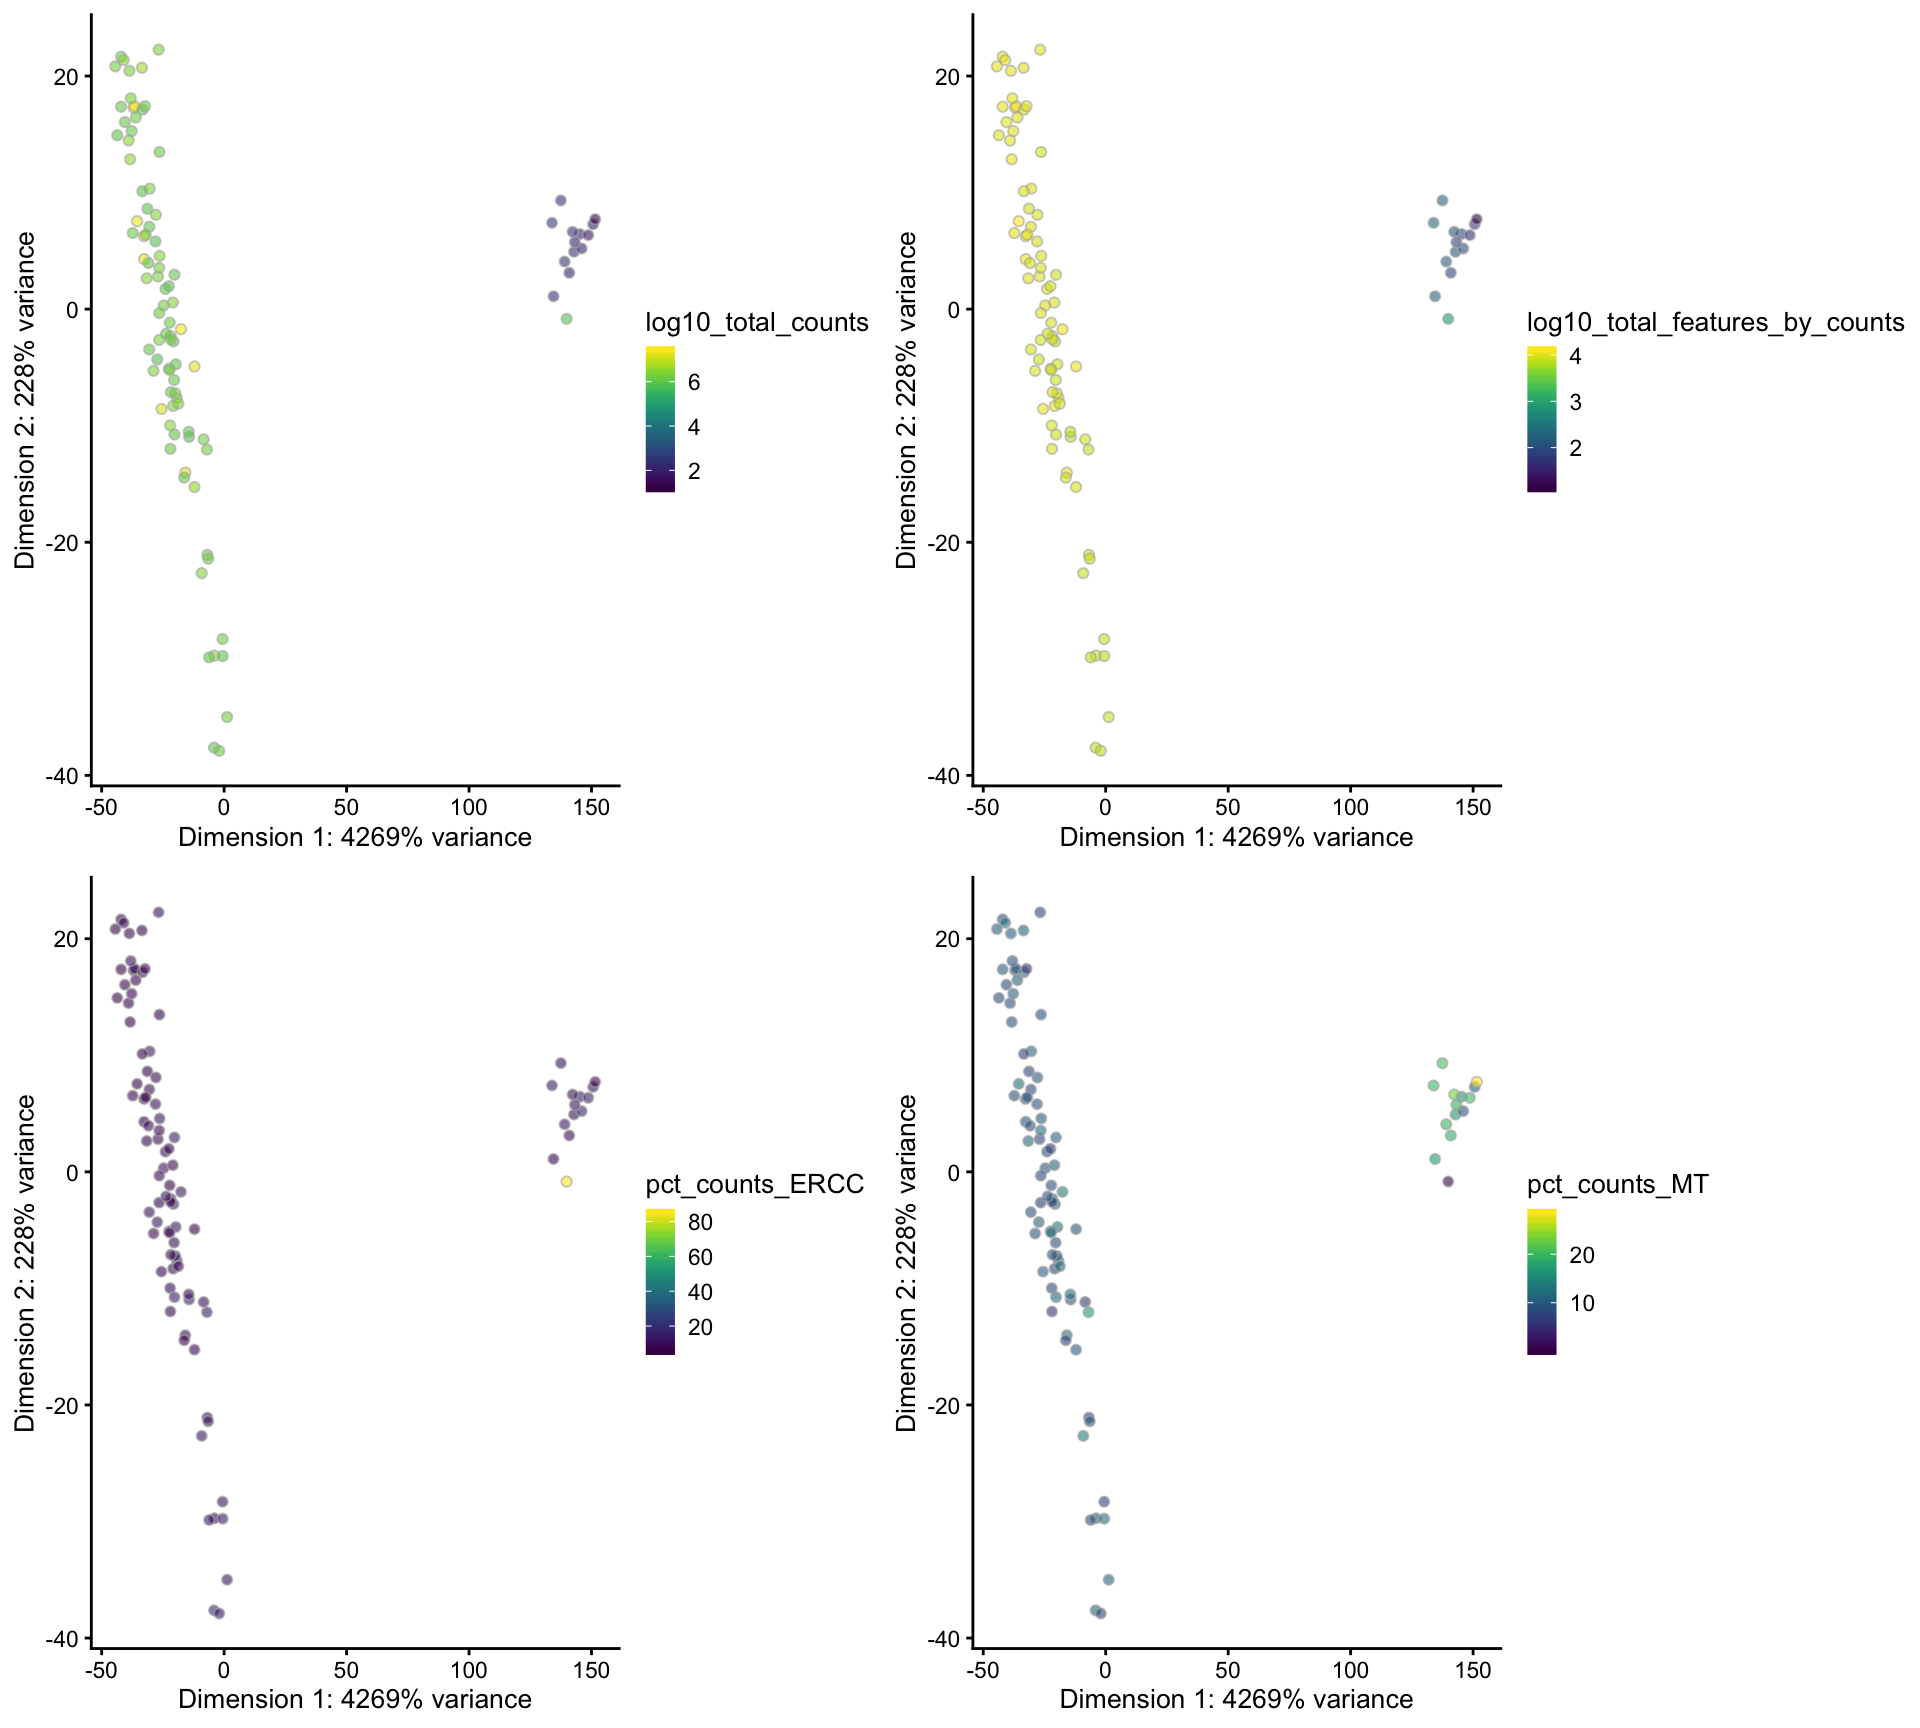 20
0
-20
-40
Dimension 2: 228% variance
-50 0 50 100 150
Dimension 1: 4269% variance
log10_total_counts
6
4
2
20
0
-20
-40
Dimension 2: 228% variance
-50 0 50 100 150
Dimension 1: 4269% variance
log10_total_features_by_counts
4
3
2
20
0
-20
-40
Dimension 2: 228% variance
-50 0 50 100 150
Dimension 1: 4269% variance
pct_counts_ERCC
80
60
40
20
20
0
-20
-40
Dimension 2: 228% variance
-50 0 50 100 150
Dimension 1: 4269% variance
pct_counts_MT
20
10